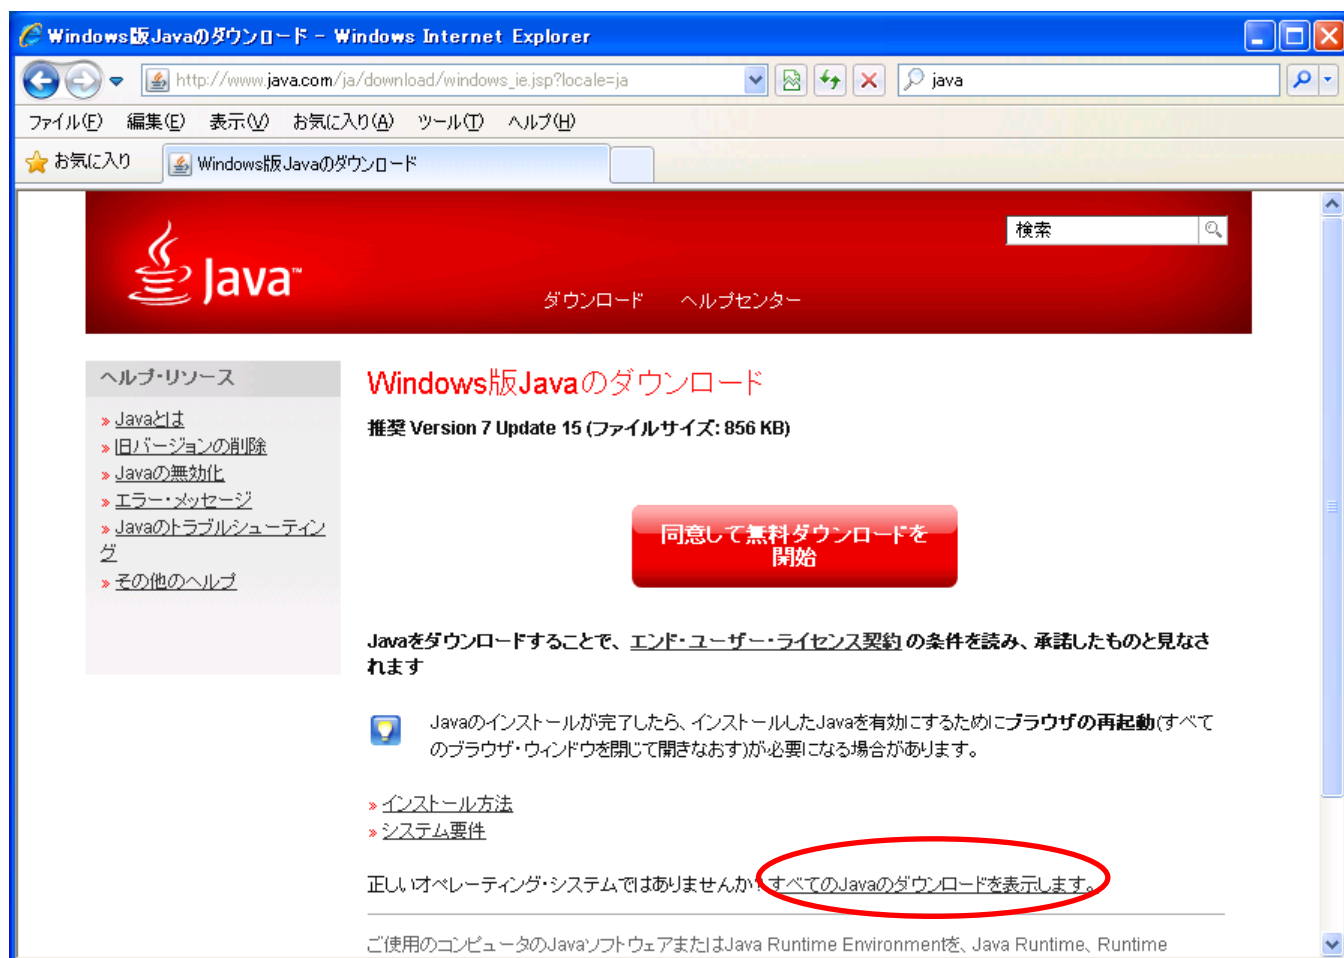 Windows版Javaのダウンロード - Windows Internet Explorer
http://www.java.com/ja/download/windows_ie.jsp?locale=ja
java
ファイル(F) 編集(E) 表示(V) お気に入り(A) ツール(T) ヘルプ(H)
お気に入り
Windows版Javaのダウンロード
検索
Java™
ダウンロード ヘルプセンター
ヘルプ・リソース
» Javaとは
» 旧バージョンの削除
» Javaの無効化
» エラー・メッセージ
» Javaのトラブルシューティン
グ
» その他のヘルプ
Windows版Javaのダウンロード
推奨 Version 7 Update 15 (ファイルサイズ: 856 KB)
同意して無料ダウンロードを
開始
Javaをダウンロードすることで、エンド・ユーザー・ライセンス契約 の条件を読み、承諾したものと見なさ
れます
Javaのインストールが完了したら、インストールしたJavaを有効にするためにブラウザの再起動(すべて
のブラウザ・ウィンドウを閉じて開きなおす)が必要になる場合があります。
» インストール方法
» システム要件
正しいオペレーティング・システムではありませんか? すべてのJavaのダウンロードを表示します。
ご使用のコンピュータのJavaソフトウェアまたはJava Runtime Environmentを、Java Runtime、Runtime